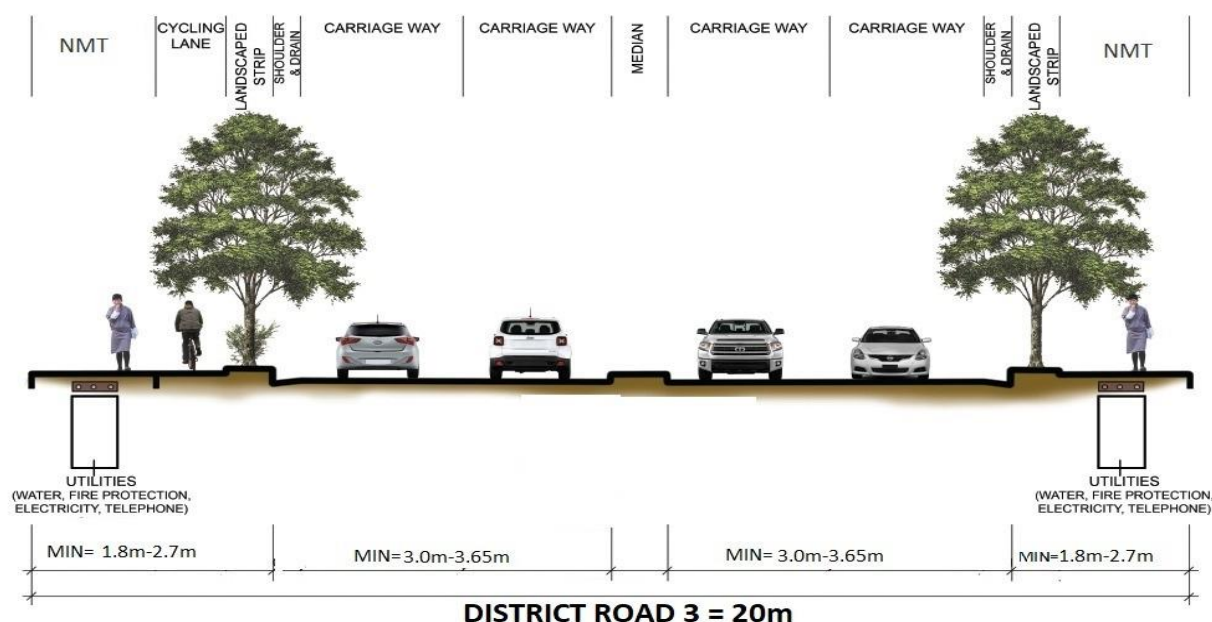 NMT
CYCLING
LANE
LANDSCAPED
STRIP
SHOULDER
& DRAIN
CARRIAGE WAY
CARRIAGE WAY
MEDIAN
CARRIAGE WAY
CARRIAGE WAY
SHOULDER
& DRAIN
LANDSCAPED
STRIP
NMT
UTILITIES
(WATER, FIRE PROTECTION,
ELECTRICITY, TELEPHONE)
UTILITIES
(WATER, FIRE PROTECTION,
ELECTRICITY, TELEPHONE)
MIN= 1.8m-2.7m
MIN=3.0m-3.65m
MIN=3.0m-3.65m
MIN=1.8m-2.7m
DISTRICT ROAD 3 = 20m